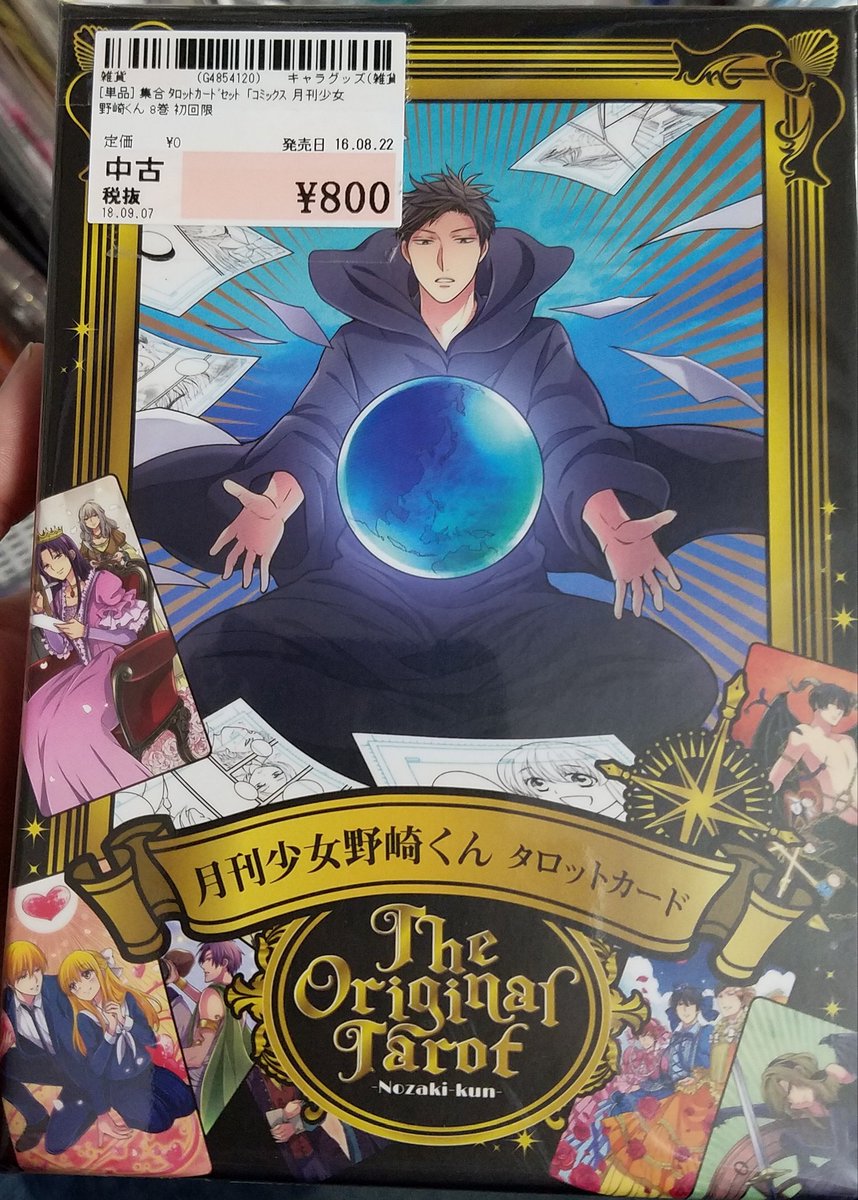 雑貨 (G4854120) キャラグッズ(雑貨
[単品] 集合 タロットカードセット 「コミックス 月刊少女
野崎くん 8巻 初回限
定価 ¥0 発売日 16.08.22
中古
税抜
18.09.07
¥800
月刊少女野崎くん タロットカード
The
Original
Tarot
-Nozaki-kun-